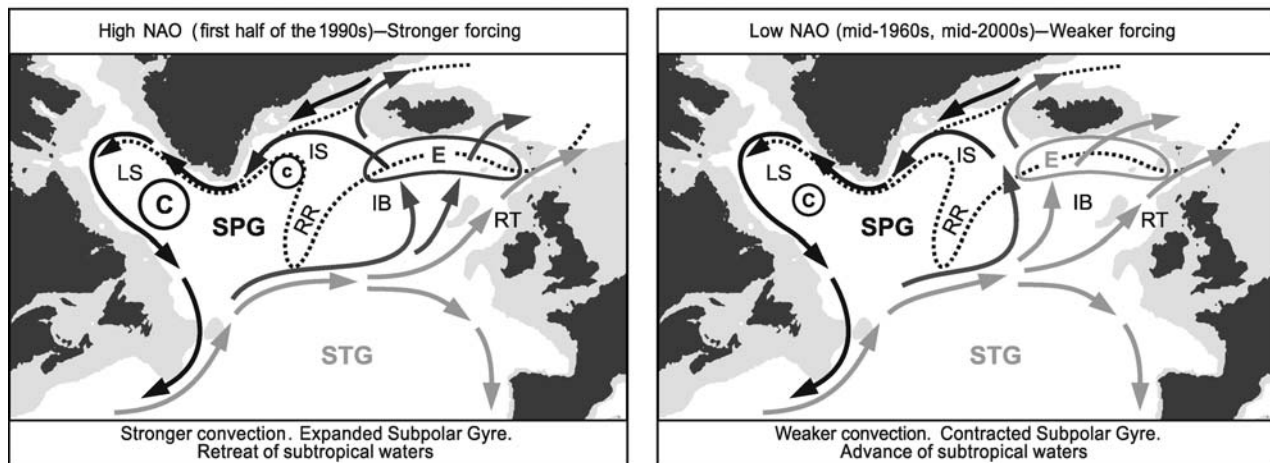 High NAO (first half of the 1990s)—Stronger forcing
LS
C
SPG
c
IS
RR
E
IB
RT
STG
Stronger convection. Expanded Subpolar Gyre.
Retreat of subtropical waters
Low NAO (mid-1960s, mid-2000s)—Weaker forcing
LS
C
SPG
IS
RR
E
IB
RT
STG
Weaker convection. Contracted Subpolar Gyre.
Advance of subtropical waters